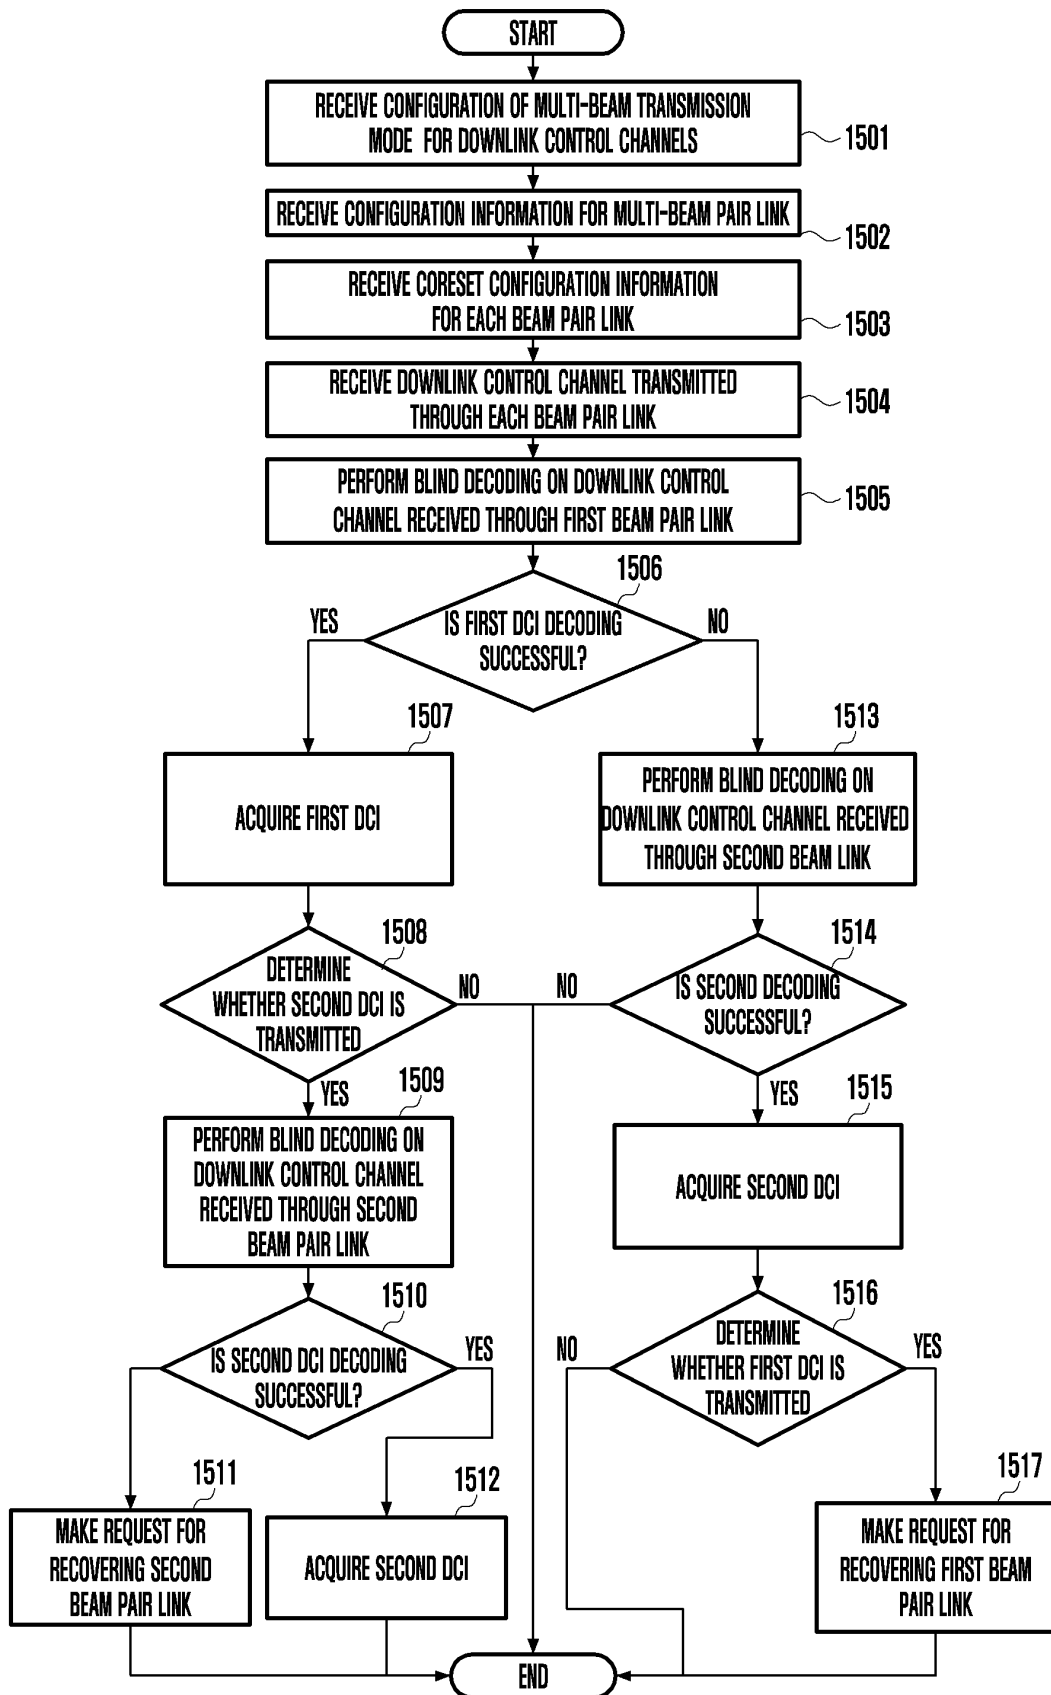 START
RECEIVE CONFIGURATION OF MULTI-BEAM TRANSMISSION
MODE FOR DOWNLINK CONTROL CHANNELS
1501
RECEIVE CONFIGURATION INFORMATION FOR MULTI-BEAM PAIR LINK
1502
RECEIVE CORESET CONFIGURATION INFORMATION
FOR EACH BEAM PAIR LINK
1503
RECEIVE DOWNLINK CONTROL CHANNEL TRANSMITTED
THROUGH EACH BEAM PAIR LINK
1504
PERFORM BLIND DECODING ON DOWNLINK CONTROL
CHANNEL RECEIVED THROUGH FIRST BEAM PAIR LINK
1505
1506
YES
IS FIRST DCI DECODING
SUCCESSFUL?
NO
1507
ACQUIRE FIRST DCI
1513
PERFORM BLIND DECODING ON
DOWNLINK CONTROL CHANNEL RECEIVED
THROUGH SECOND BEAM LINK
1508
DETERMINE
WHETHER SECOND DCI IS
TRANSMITTED
NO
YES
1514
NO
IS SECOND DECODING
SUCCESSFUL?
YES
1509
PERFORM BLIND DECODING ON
DOWNLINK CONTROL CHANNEL
RECEIVED THROUGH SECOND
BEAM PAIR LINK
1515
ACQUIRE SECOND DCI
1510
IS SECOND DCI DECODING
SUCCESSFUL?
YES
1516
NO
DETERMINE
WHETHER FIRST DCI IS
TRANSMITTED
YES
1511
MAKE REQUEST FOR
RECOVERING SECOND
BEAM PAIR LINK
1512
ACQUIRE SECOND DCI
1517
MAKE REQUEST FOR
RECOVERING FIRST BEAM
PAIR LINK
END